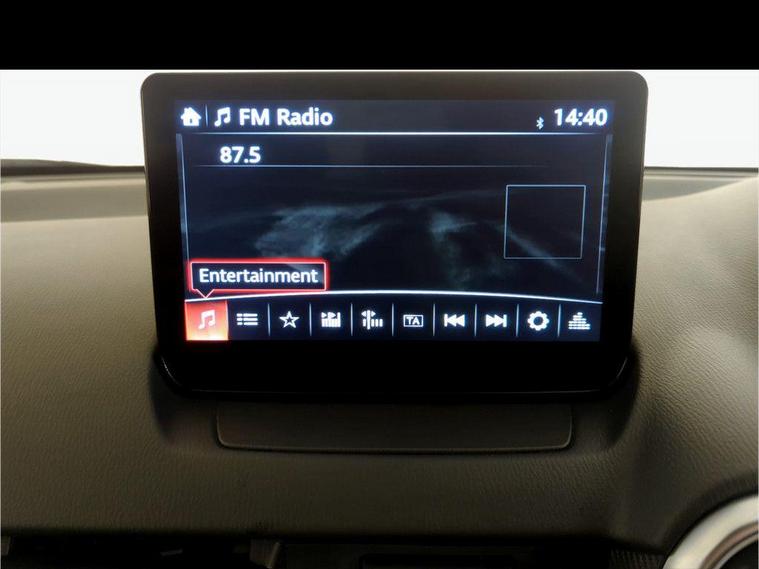 FM Radio 14:40
87.5
Entertainment
TA